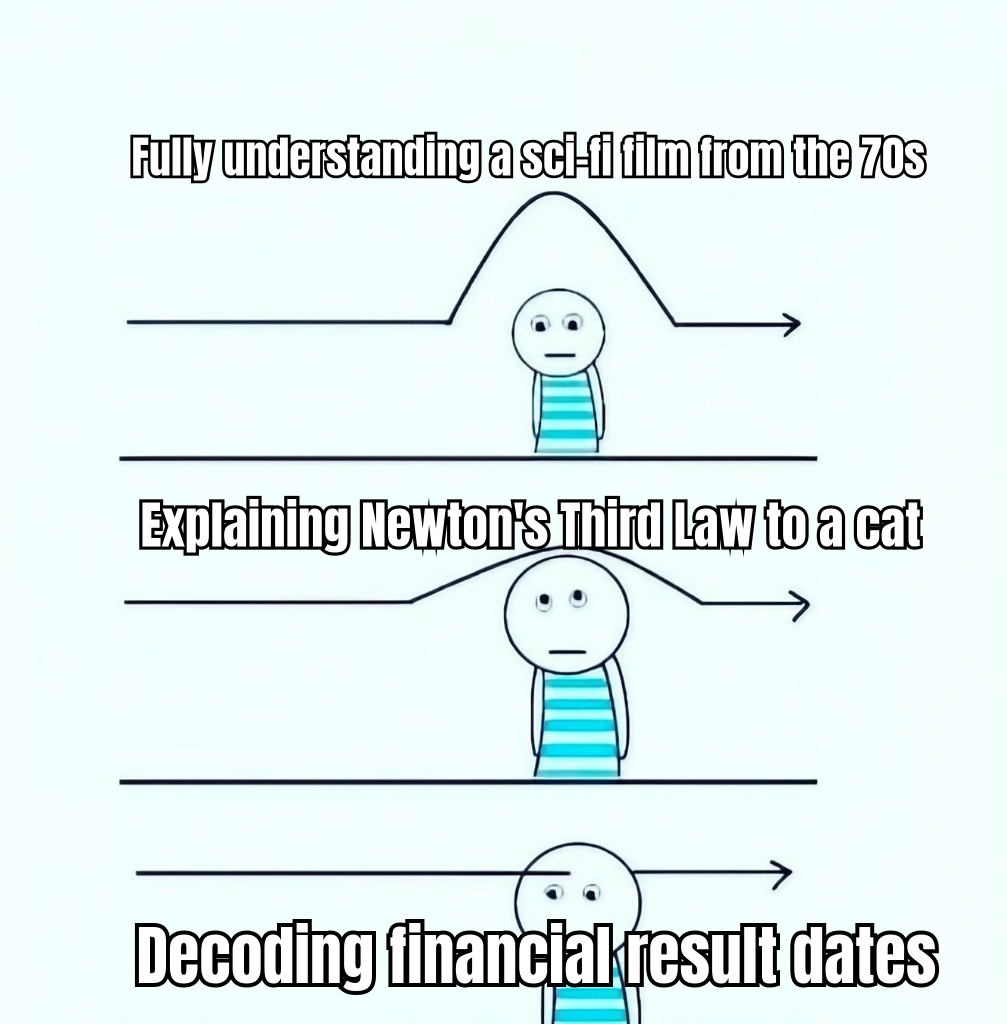 Fully understanding a sci-fi film from the 70s
Explaining Newton's Third Law to a cat
Decoding financial result dates